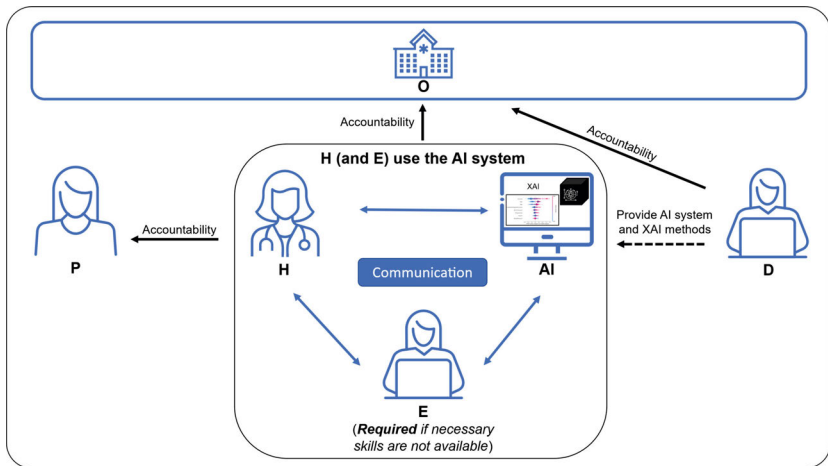 O
Accountability
Accountability
H (and E) use the AI system
XAI
Provide AI system
and XAI methods
Accountability
P
H
Communication
AI
D
E
(Required if necessary
skills are not available)